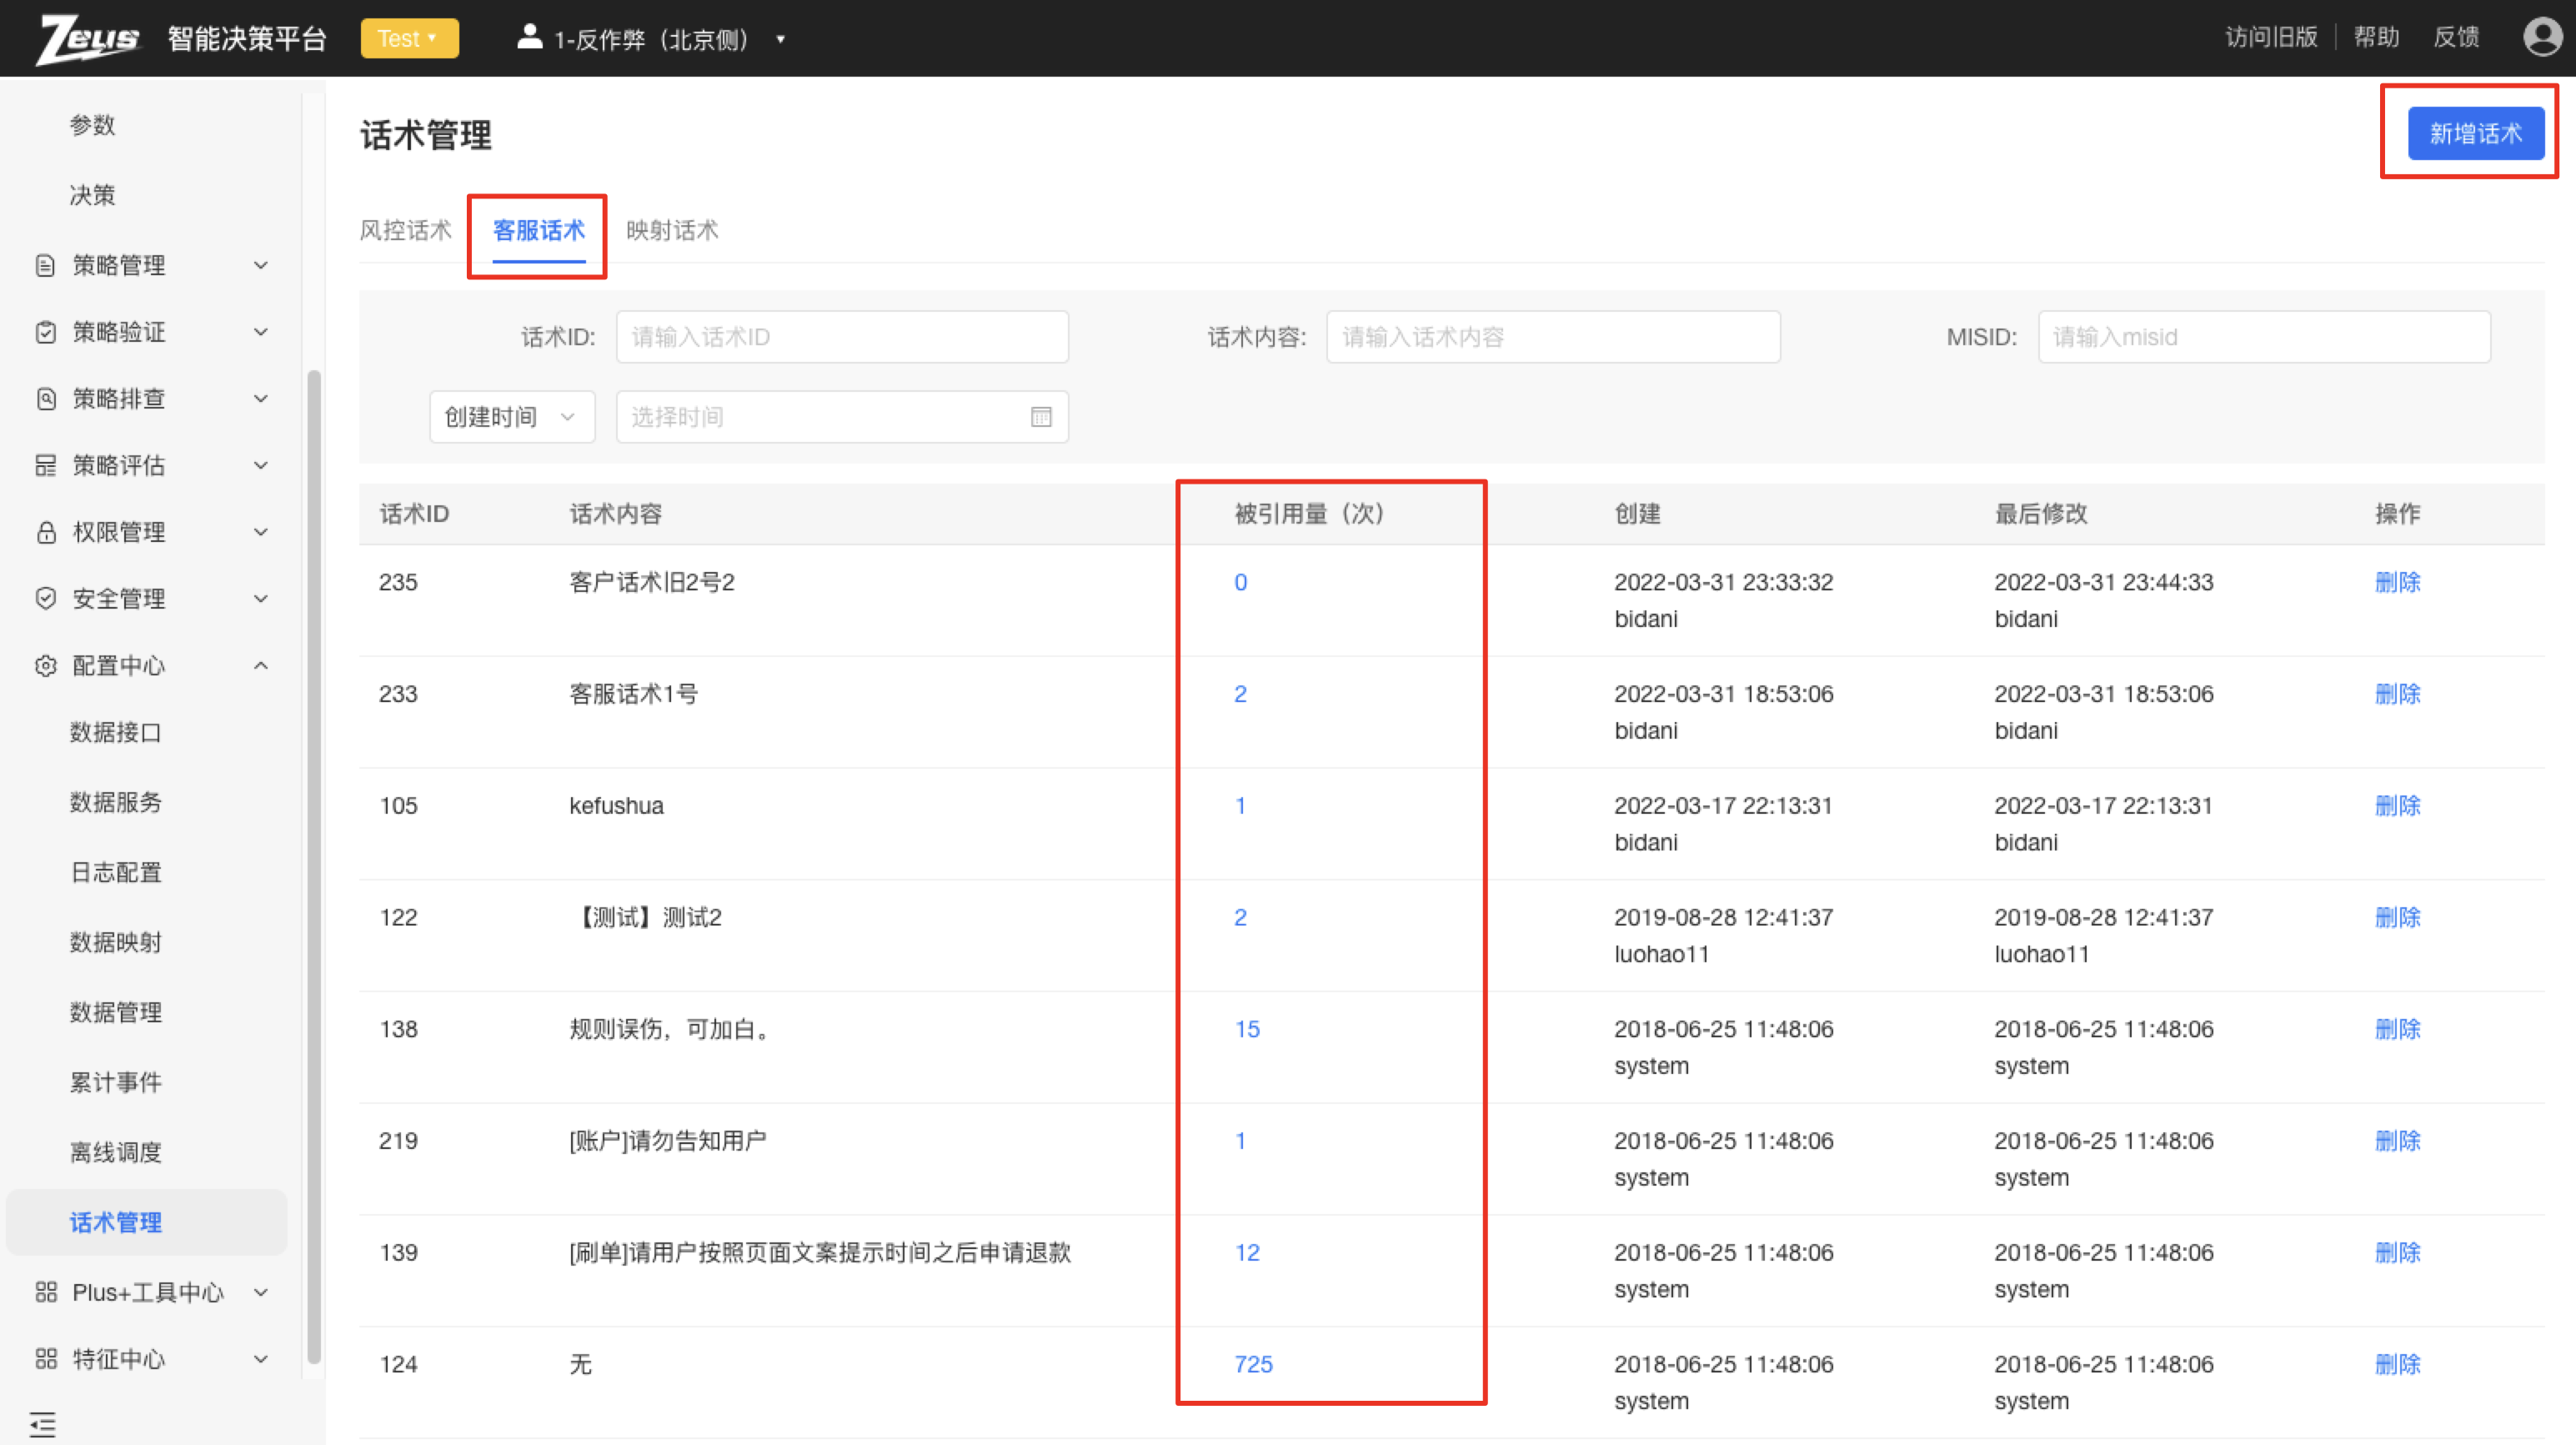 Zeus 智能决策平台 Test 1-反作弊（北京侧） 访问旧版 帮助 反馈
参数
决策
策略管理
策略验证
策略排查
策略评估
权限管理
安全管理
配置中心
数据接口
数据服务
日志配置
数据映射
数据管理
累计事件
离线调度
话术管理
Plus+工具中心
特征中心
话术管理 新增话术
风控话术 客服话术 映射话术
话术ID: 请输入话术ID 话术内容: 请输入话术内容 MISID: 请输入misid
创建时间 选择时间
话术ID 话术内容 被引用量（次） 创建 最后修改 操作
235 客户话术旧2号2 0 2022-03-31 23:33:32 2022-03-31 23:44:33 删除
bidani bidani
233 客服话术1号 2 2022-03-31 18:53:06 2022-03-31 18:53:06 删除
bidani bidani
105 kefushua 1 2022-03-17 22:13:31 2022-03-17 22:13:31 删除
bidani bidani
122 【测试】测试2 2 2019-08-28 12:41:37 2019-08-28 12:41:37 删除
luohao11 luohao11
138 规则误伤，可加白。 15 2018-06-25 11:48:06 2018-06-25 11:48:06 删除
system system
219 [账户]请勿告知用户 1 2018-06-25 11:48:06 2018-06-25 11:48:06 删除
system system
139 [刷单]请用户按照页面文案提示时间之后申请退款 12 2018-06-25 11:48:06 2018-06-25 11:48:06 删除
system system
124 无 725 2018-06-25 11:48:06 2018-06-25 11:48:06 删除
system system